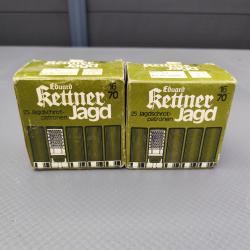 Eduard
Kettner
Jagd
16
70
25 Jagdschrot-
patronen
Eduard
Kettner
Jagd
16
70
25 Jagdschrot-
patronen